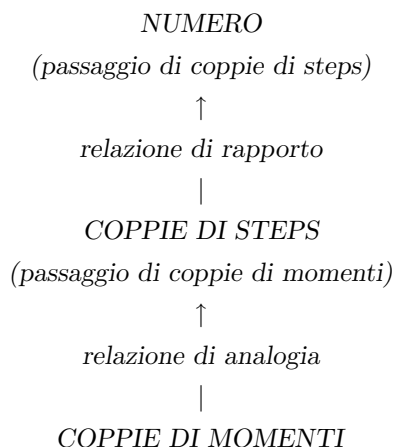 NUMERO
(passaggio di coppie di steps)
↑
relazione di rapporto
|
COPPIE DI STEPS
(passaggio di coppie di momenti)
↑
relazione di analogia
|
COPPIE DI MOMENTI